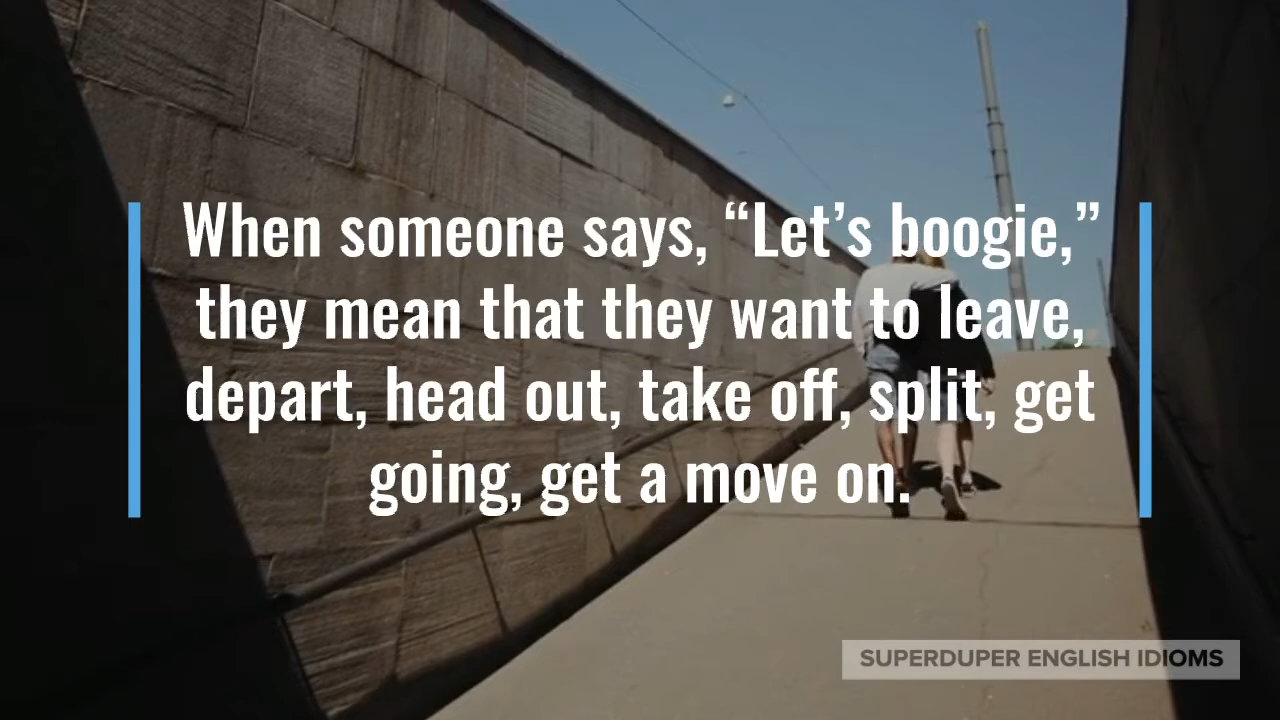 When someone says, “Let’s boogie,”
they mean that they want to leave,
depart, head out, take off, split, get
going, get a move on.
SUPERDUPER ENGLISH IDIOMS